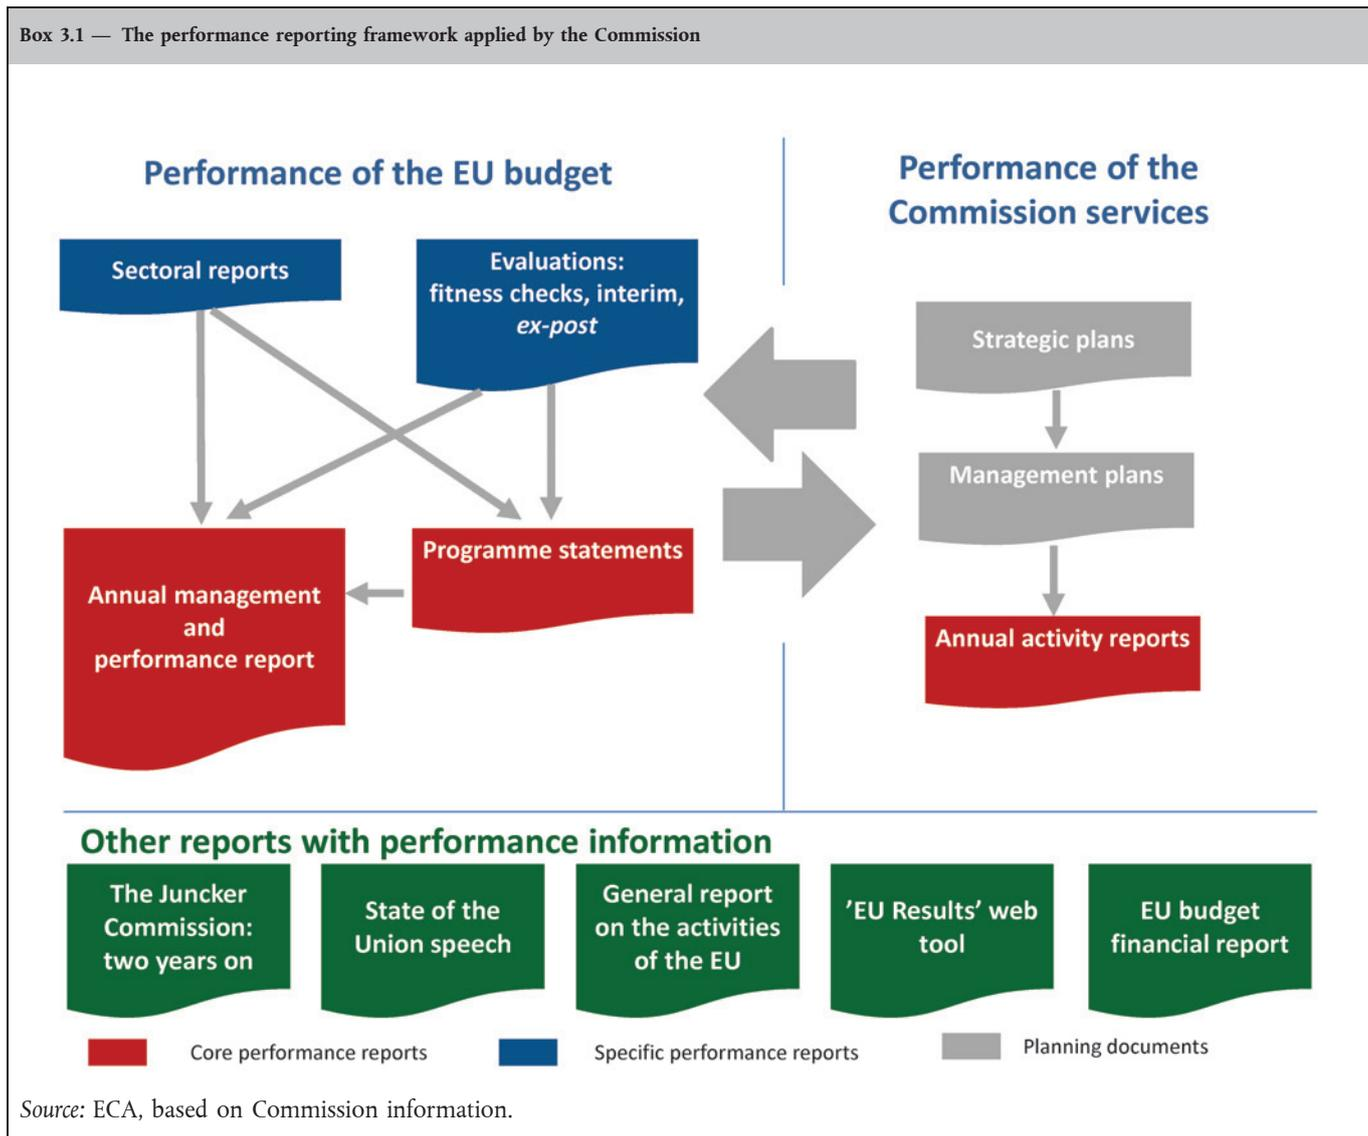 Box 3.1 — The performance reporting framework applied by the Commission
Performance of the EU budget
Performance of the
Commission services
Sectoral reports
Evaluations:
fitness checks, interim,
ex-post
Strategic plans
Management plans
Annual management
and
performance report
Programme statements
Annual activity reports
Other reports with performance information
The Juncker
Commission:
two years on
State of the
Union speech
General report
on the activities
of the EU
’EU Results’ web
tool
EU budget
financial report
Core performance reports
Specific performance reports
Planning documents
Source: ECA, based on Commission information.